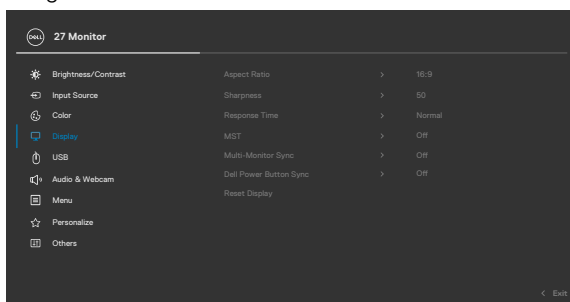 DELL 27 Monitor
Brightness/Contrast Aspect Ratio > 16:9
Input Source Sharpness > 50
Color Response Time > Normal
Display MST > Off
USB Multi-Monitor Sync > Off
Audio & Webcam Dell Power Button Sync > Off
Menu Reset Display
Personalize
Others
< Exit